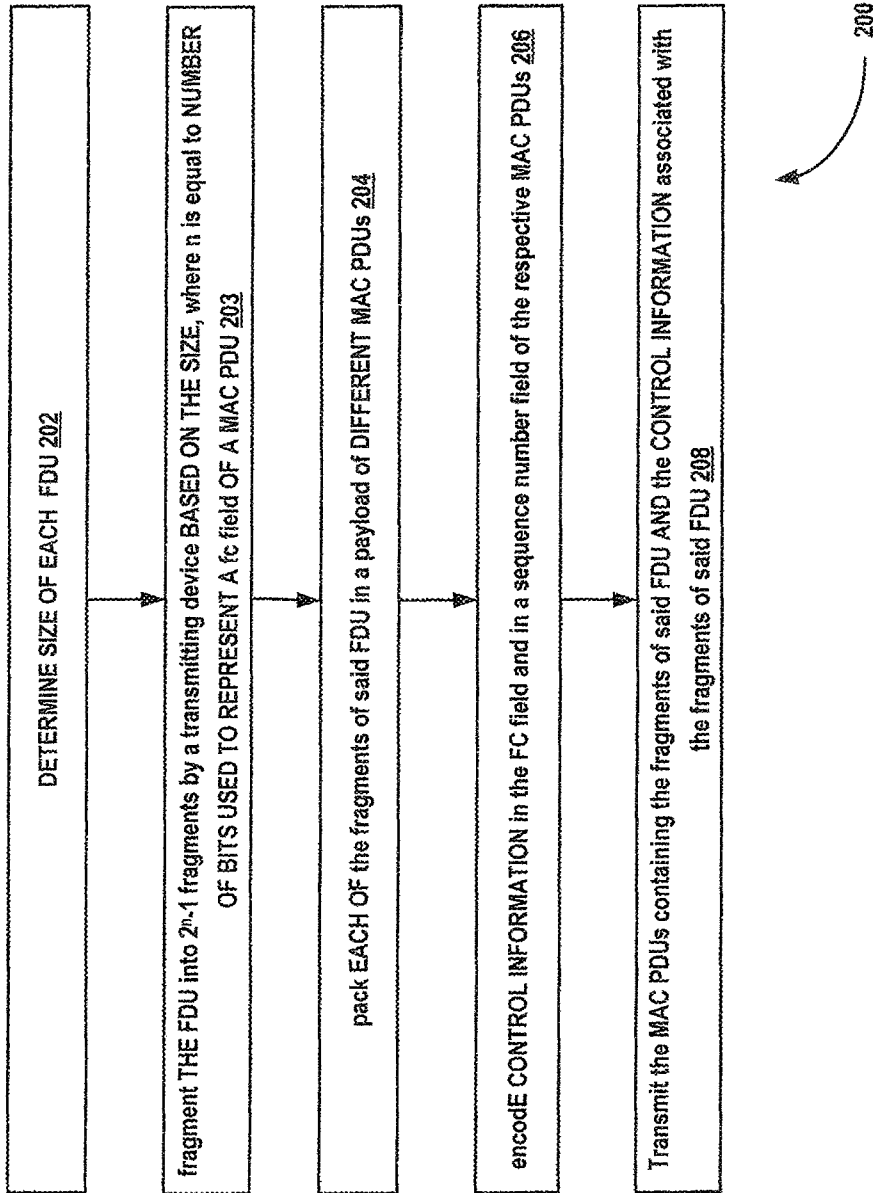 DETERMINE SIZE OF EACH FDU 202
fragment THE FDU into 2ⁿ-1 fragments by a transmitting device BASED ON THE SIZE, where n is equal to NUMBER
OF BITS USED TO REPRESENT A fc field OF A MAC PDU 203
pack EACH OF the fragments of said FDU in a payload of DIFFERENT MAC PDUs 204
encodE CONTROL INFORMATION in the FC field and in a sequence number field of the respective MAC PDUs 206
Transmit the MAC PDUs containing the fragments of said FDU AND the CONTROL INFORMATION associated with
the fragments of said FDU 208
200